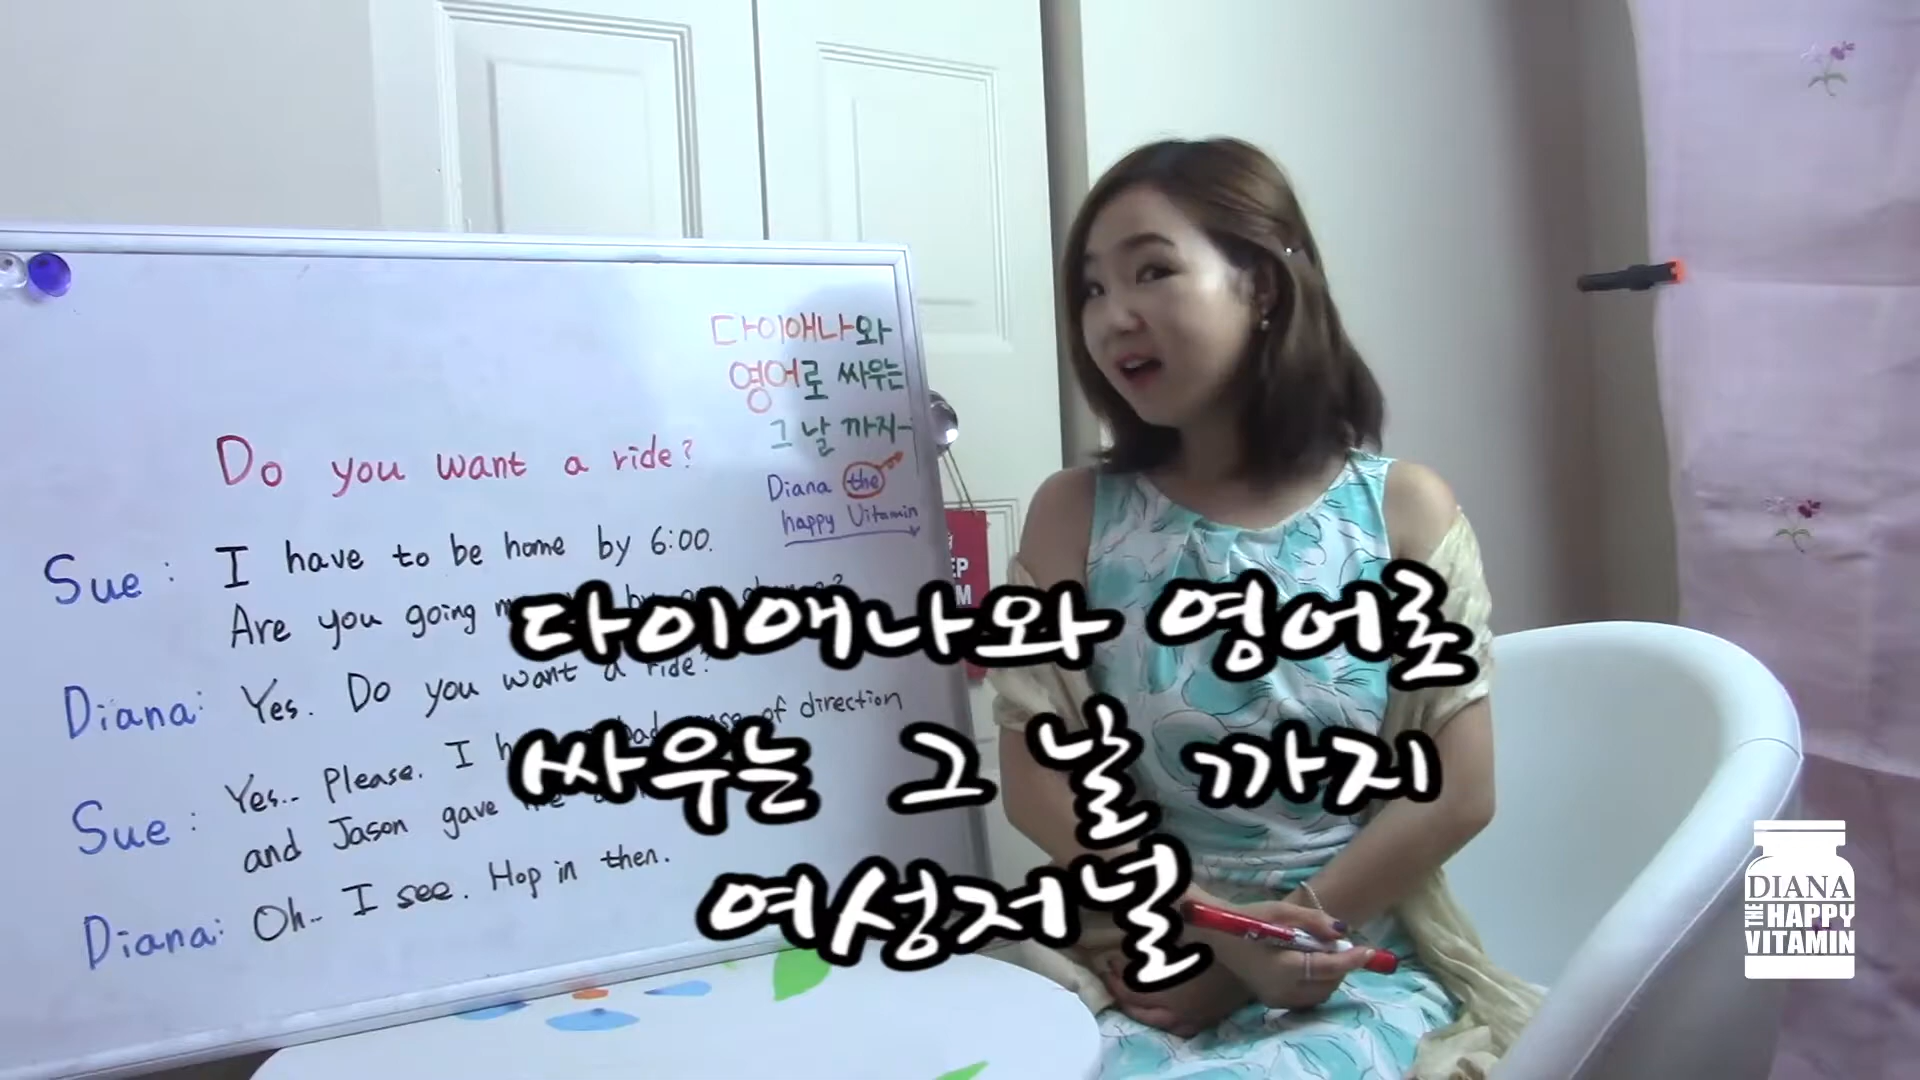 다이애나와
영어로 싸우는
그 날 까지~
Diana the
happy Vitamin
Do you want a ride?
Sue: I have to be home by 6:00.
Are you going
Diana: Yes. Do you want a ride?
Sue: Yes... Please. I of direction
and Jason gave
Diana: Oh.. I see. Hop in then.
다이애나와 영어로
싸우는 그 날 까지
여성저널
DIANA
THE HAPPY
VITAMIN